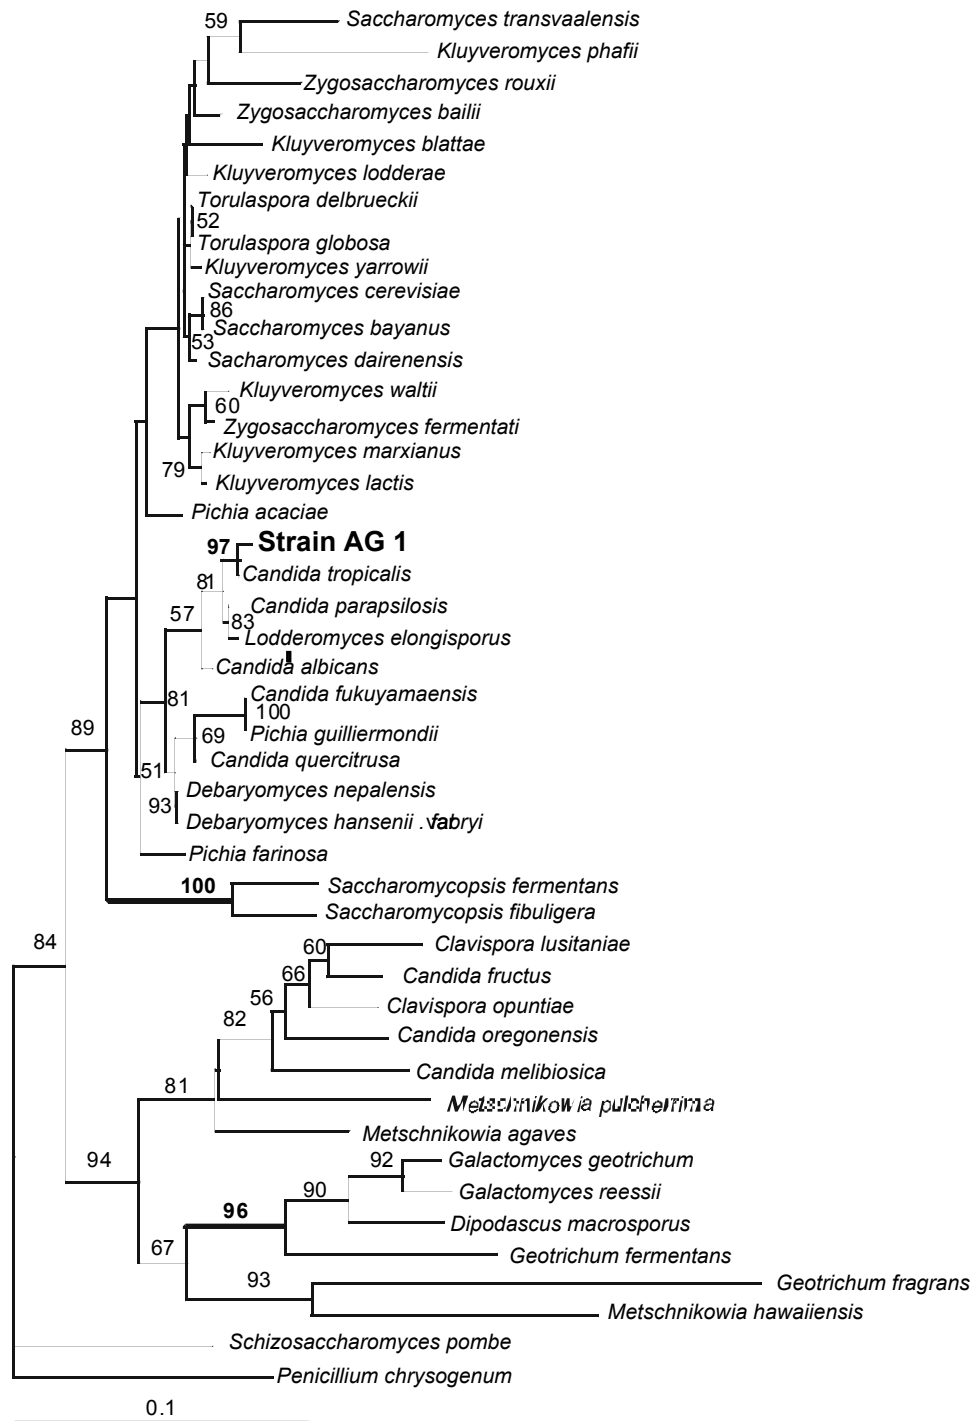 59
Saccharomyces transvaalensis
Kluyveromyces phafii
Zygosaccharomyces rouxii
Zygosaccharomyces bailii
Kluyveromyces blattae
Kluyveromyces lodderae
Torulaspora delbrueckii
52
Torulaspora globosa
Kluyveromyces yarrowii
Saccharomyces cerevisiae
86
Saccharomyces bayanus
53
Sacharomyces dairenensis
Kluyveromyces waltii
60
Zygosaccharomyces fermentati
Kluyveromyces marxianus
79
Kluyveromyces lactis
Pichia acaciae
97 Strain AG 1
Candida tropicalis
81
Candida parapsilosis
57
83
Lodderomyces elongisporus
Candida albicans
Candida fukuyamaensis
81
100
Pichia guilliermondii
89
69
Candida quercitrusa
51
Debaryomyces nepalensis
93
Debaryomyces hansenii .
Pichia farinosa
100
Saccharomycopsis fermentans
Saccharomycopsis fibuligera
84
60
Clavispora lusitaniae
66
Candida fructus
56
Clavispora opuntiae
82
Candida oregonensis
Candida melibiosica
81
Metschnikowia pulcherrima
Metschnikowia agaves
94
92
Galactomyces geotrichum
90
Galactomyces reessii
96
Dipodascus macrosporus
67
Geotrichum fermentans
93
Geotrichum fragrans
Metschnikowia hawaiiensis
Schizosaccharomyces pombe
Penicillium chrysogenum
0.1